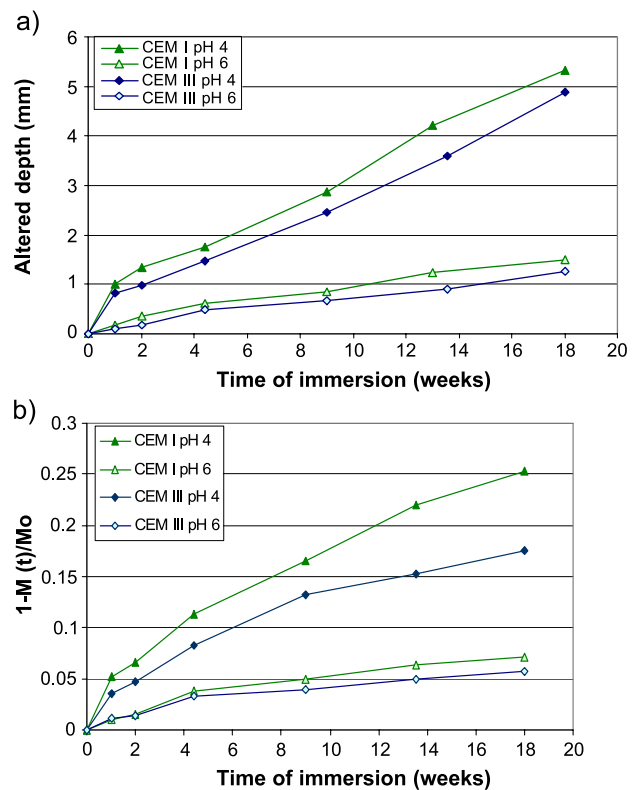 a)
6
5
4
3
2
1
0
Altered depth (mm)
CEM I pH 4
CEM I pH 6
CEM III pH 4
CEM III pH 6
0 2 4 6 8 10 12 14 16 18 20
Time of immersion (weeks)
b)
0.3
0.25
0.2
0.15
0.1
0.05
0
1-M (t)/Mo
CEM I pH 4
CEM I pH 6
CEM III pH 4
CEM III pH 6
0 2 4 6 8 10 12 14 16 18 20
Time of immersion (weeks)